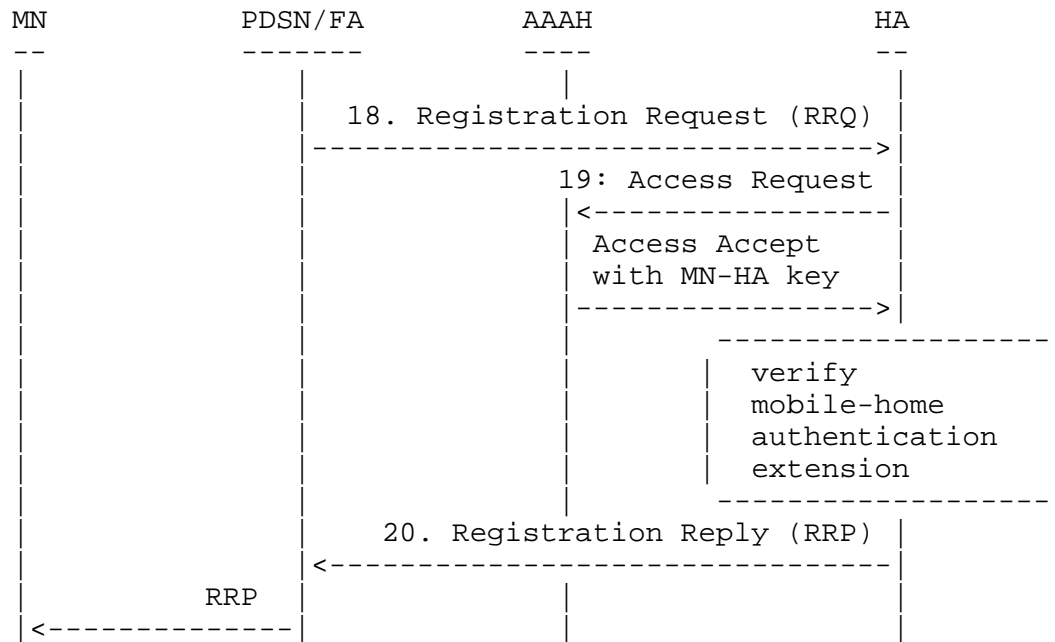 MN PDSN/FA AAAH HA
-- ------- ---- --
18. Registration Request (RRQ)
19: Access Request
Access Accept
with MN-HA key
verify
mobile-home
authentication
extension
20. Registration Reply (RRP)
RRP